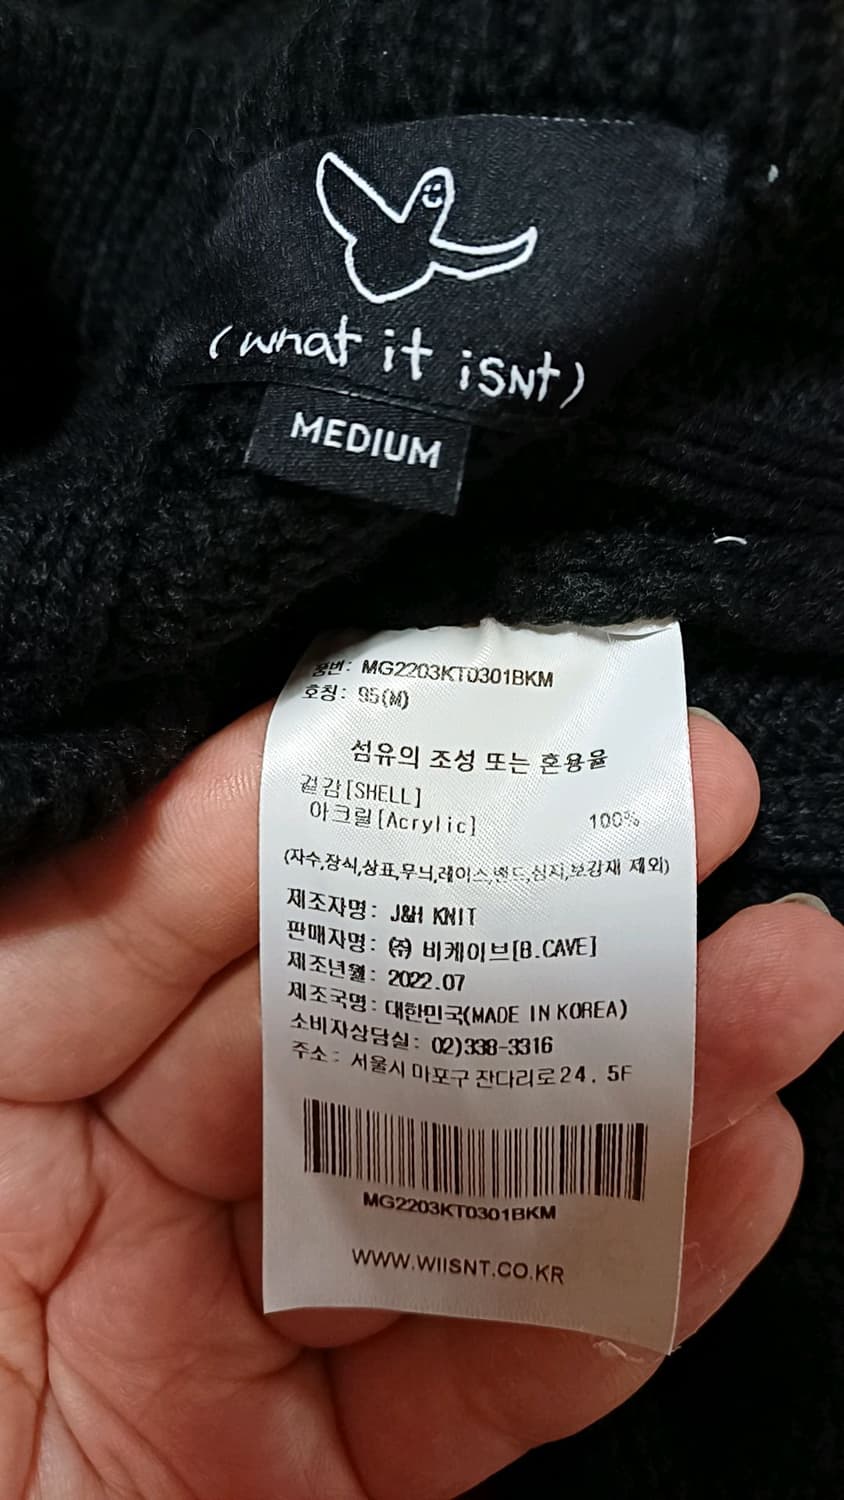 (what it isNt)
MEDIUM
품번: MG2203KT0301BKM
호칭: 95(M)
섬유의 조성 또는 혼용율
겉감[SHELL]
아크릴[Acrylic] 100%
(자수,장식,상표,무늬,레이스,밴드,심지,보강재 제외)
제조자명: J&H KNIT
판매자명: ㈜ 비케이브[B.CAVE]
제조년월: 2022.07
제조국명: 대한민국(MADE IN KOREA)
소비자상담실: 02)338-3316
주소: 서울시 마포구 잔다리로24. 5F
MG2203KT0301BKM
WWW.WIISNT.CO.KR